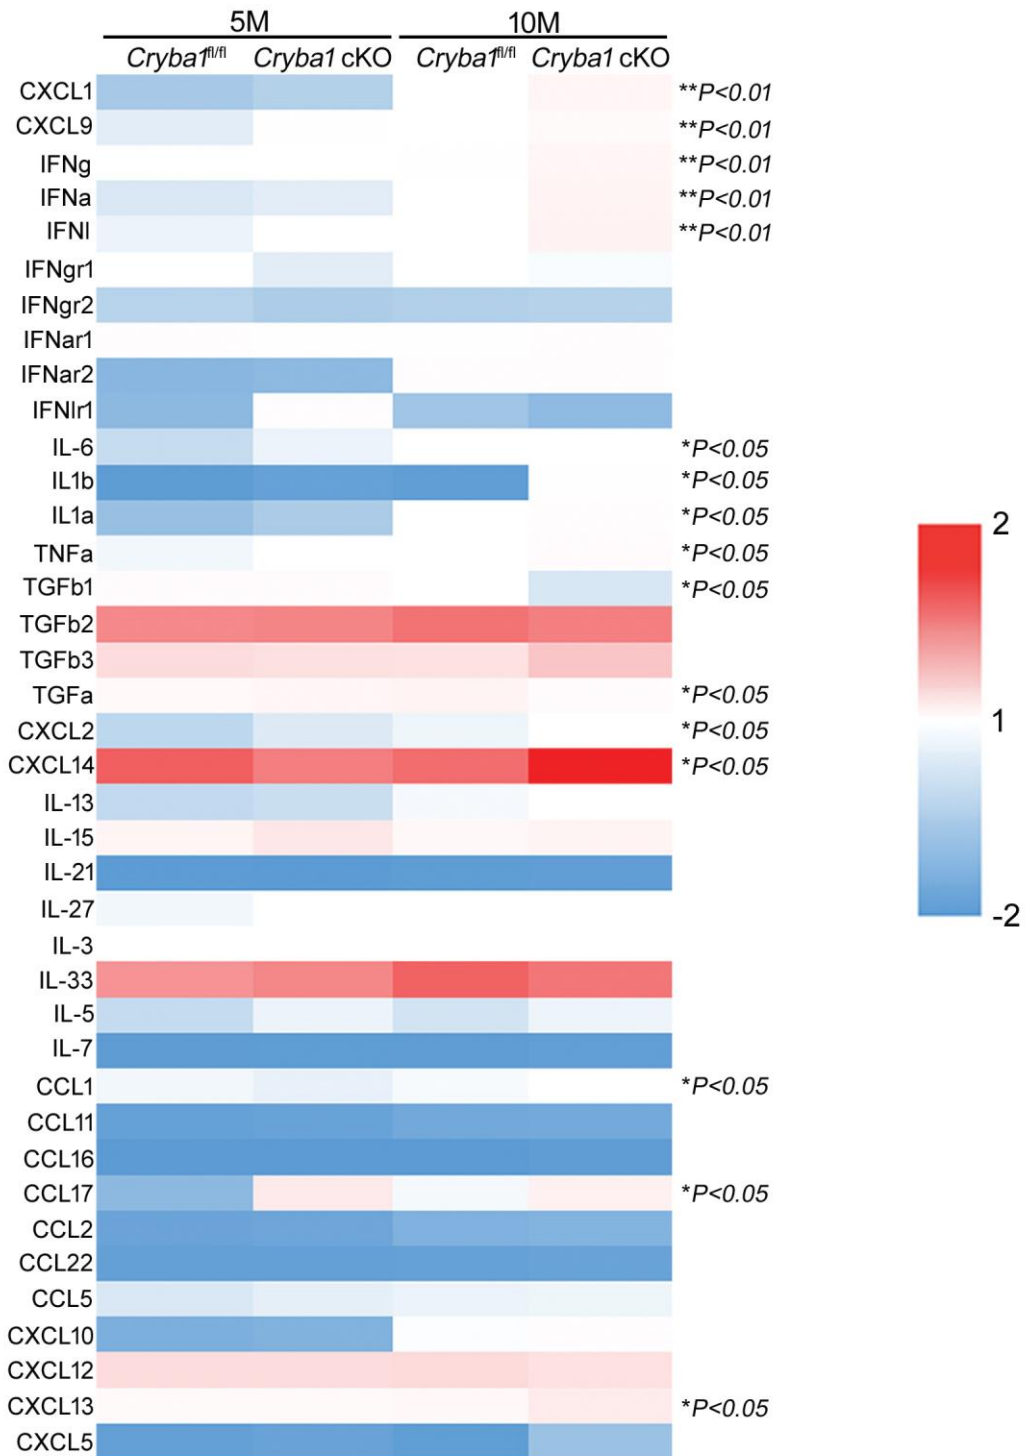 5M 10M
Cryba1fl/fl Cryba1 cKO Cryba1fl/fl Cryba1 cKO
CXCL1 **P<0.01
CXCL9 **P<0.01
IFNg **P<0.01
IFNa **P<0.01
IFNl **P<0.01
IFNgr1
IFNgr2
IFNar1
IFNar2
IFNlr1
IL-6 *P<0.05
IL1b *P<0.05
IL1a *P<0.05
TNFa *P<0.05
TGFb1 *P<0.05
TGFb2
TGFb3
TGFa *P<0.05
CXCL2 *P<0.05
CXCL14 *P<0.05
IL-13
IL-15
IL-21
IL-27
IL-3
IL-33
IL-5
IL-7
CCL1 *P<0.05
CCL11
CCL16
CCL17 *P<0.05
CCL2
CCL22
CCL5
CXCL10
CXCL12
CXCL13 *P<0.05
CXCL5
2
1
-2